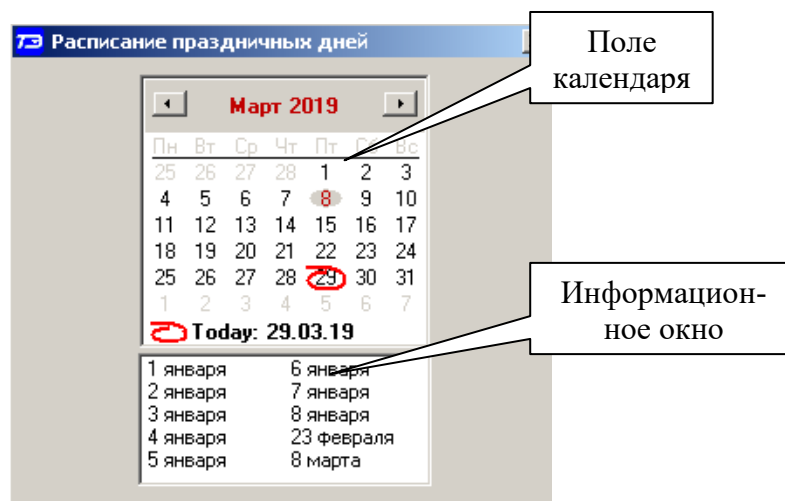 ТЭ Расписание праздничных дней
Поле
календаря
Март 2019
Пн Вт Ср Чт Пт Сб Вс
25 26 27 28 1 2 3
4 5 6 7 8 9 10
11 12 13 14 15 16 17
18 19 20 21 22 23 24
25 26 27 28 29 30 31
1 2 3 4 5 6 7
Today: 29.03.19
Информацион-
ное окно
1 января 6 января
2 января 7 января
3 января 8 января
4 января 23 февраля
5 января 8 марта